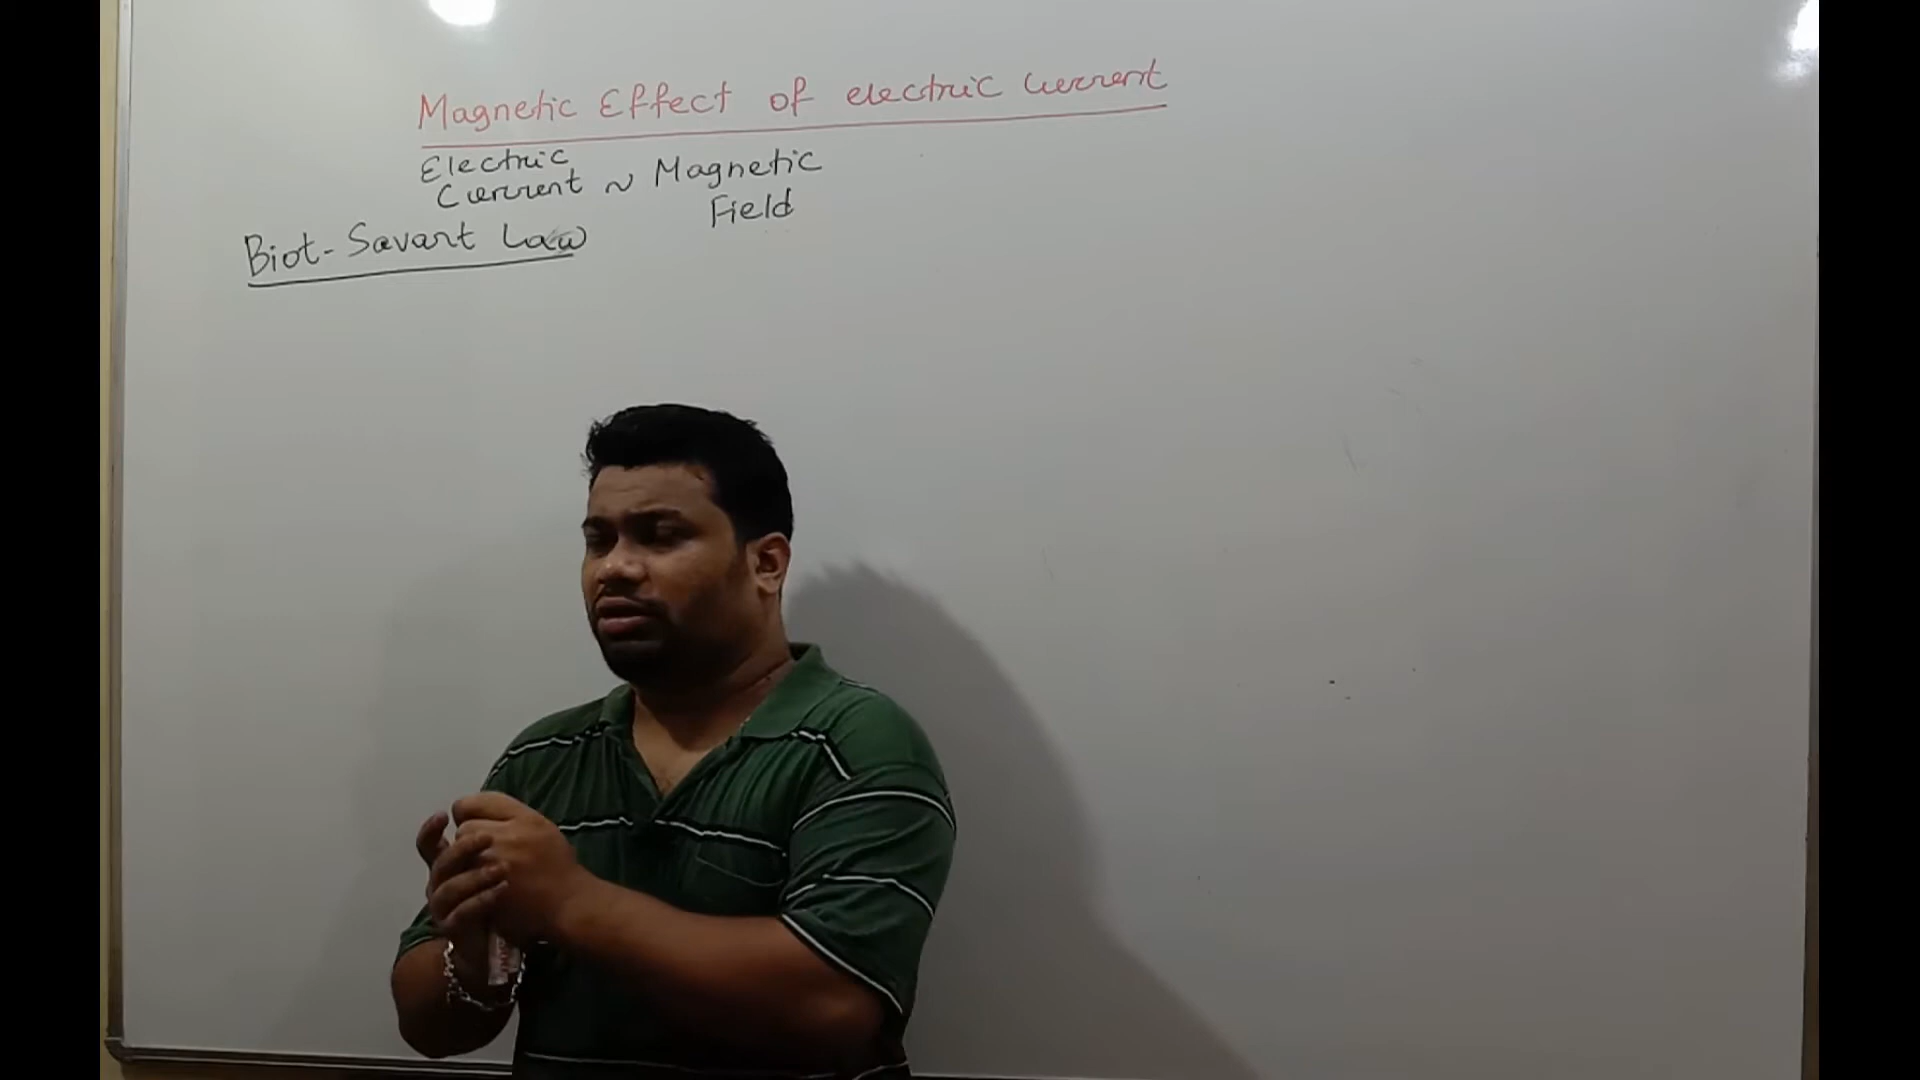 Magnetic Effect of electric current
Electric
Current ~ Magnetic
Field
Biot-Savart Law